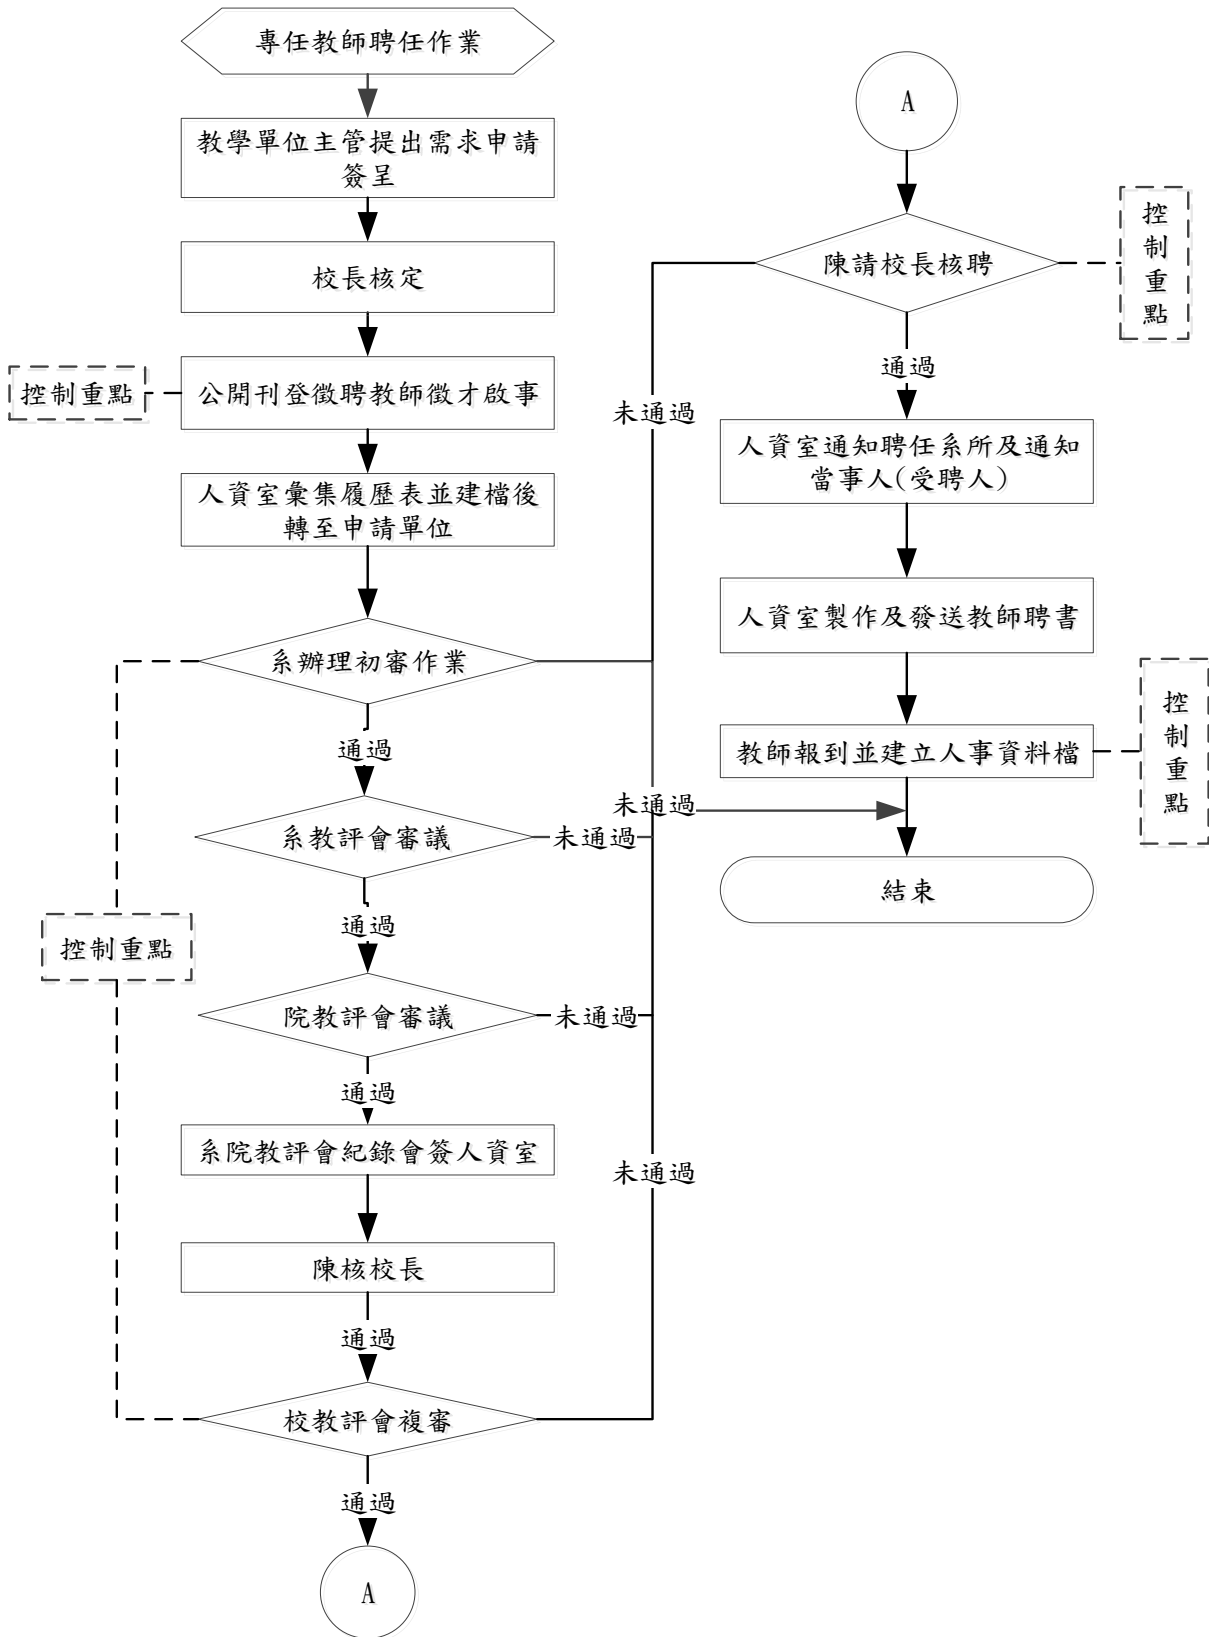 專任教師聘任作業
教學單位主管提出需求申請
簽呈
校長核定
控制重點
公開刊登徵聘教師徵才啟事
人資室彙集履歷表並建檔後
轉至申請單位
系辦理初審作業
通過
系教評會審議
未通過
通過
控制重點
院教評會審議
未通過
通過
系院教評會紀錄會簽人資室
陳核校長
通過
校教評會複審
通過
A
未通過
未通過
未通過
A
陳請校長核聘
控
制
重
點
通過
人資室通知聘任系所及通知
當事人(受聘人)
人資室製作及發送教師聘書
教師報到並建立人事資料檔
控
制
重
點
結束